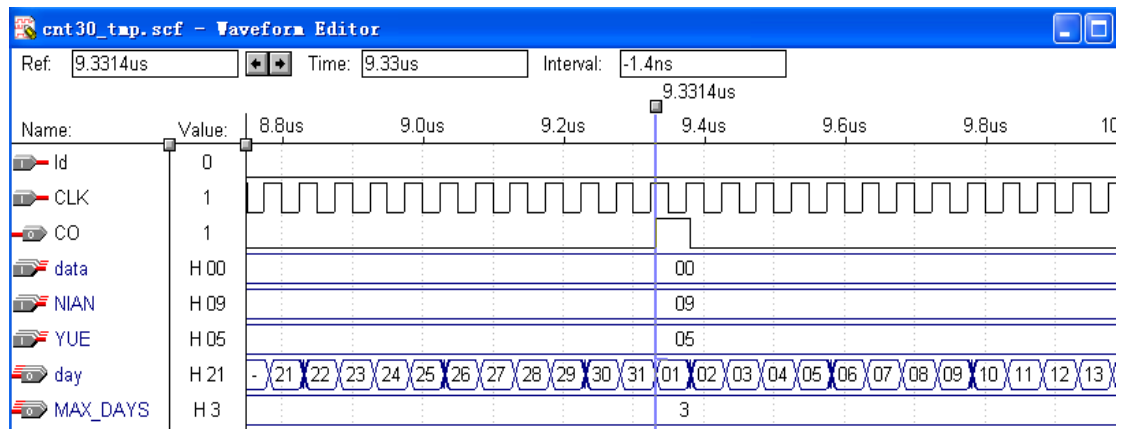 cnt30_tmp.scf - Waveform Editor
Ref: 9.3314us Time: 9.33us Interval: -1.4ns
9.3314us
Name: Value: 8.8us 9.0us 9.2us 9.4us 9.6us 9.8us 10
ld 0
CLK 1
CO 1
data H 00 00
NIAN H 09 09
YUE H 05 05
day H 21 - 21 22 23 24 25 26 27 28 29 30 31 01 02 03 04 05 06 07 08 09 10 11 12 13
MAX_DAYS H 3 3